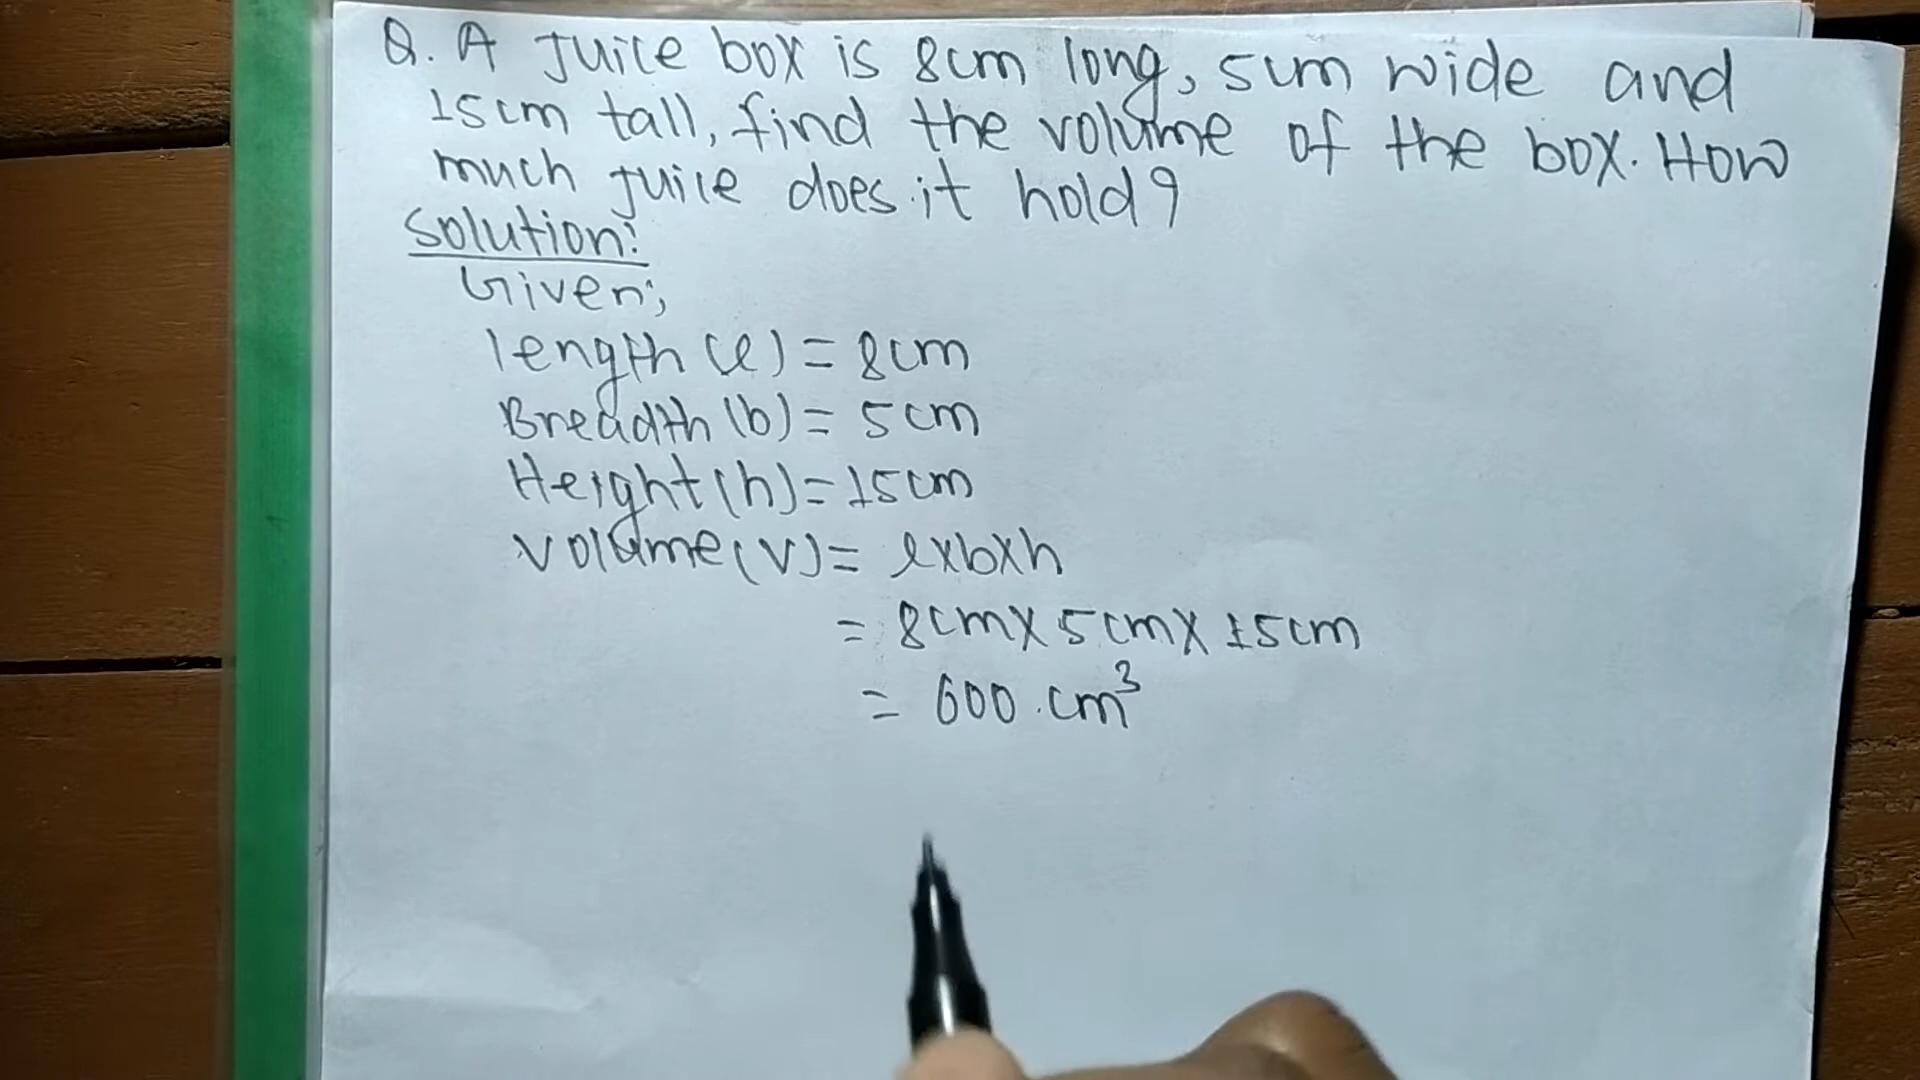 Q. A Juice box is 8cm long, 5cm wide and
15cm tall, find the volume of the box. How
much juice does it hold?
Solution:
Given;
length (l) = 8cm
Breadth (b) = 5cm
Height (h) = 15cm
Volume (V) = l×b×h
= 8cm × 5cm × 15cm
= 600 cm³